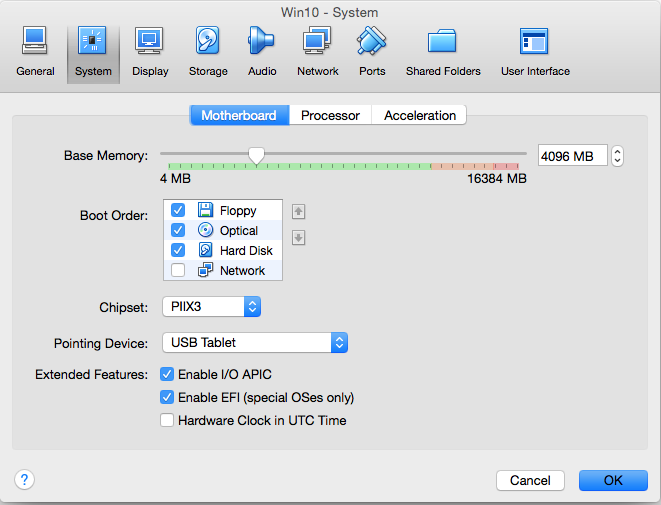 Win10 - System
General System Display Storage Audio Network Ports Shared Folders User Interface
Motherboard Processor Acceleration
Base Memory: 4096 MB
4 MB 16384 MB
Boot Order: Floppy
Optical
Hard Disk
Network
Chipset: PIIX3
Pointing Device: USB Tablet
Extended Features: Enable I/O APIC
Enable EFI (special OSes only)
Hardware Clock in UTC Time
? Cancel OK